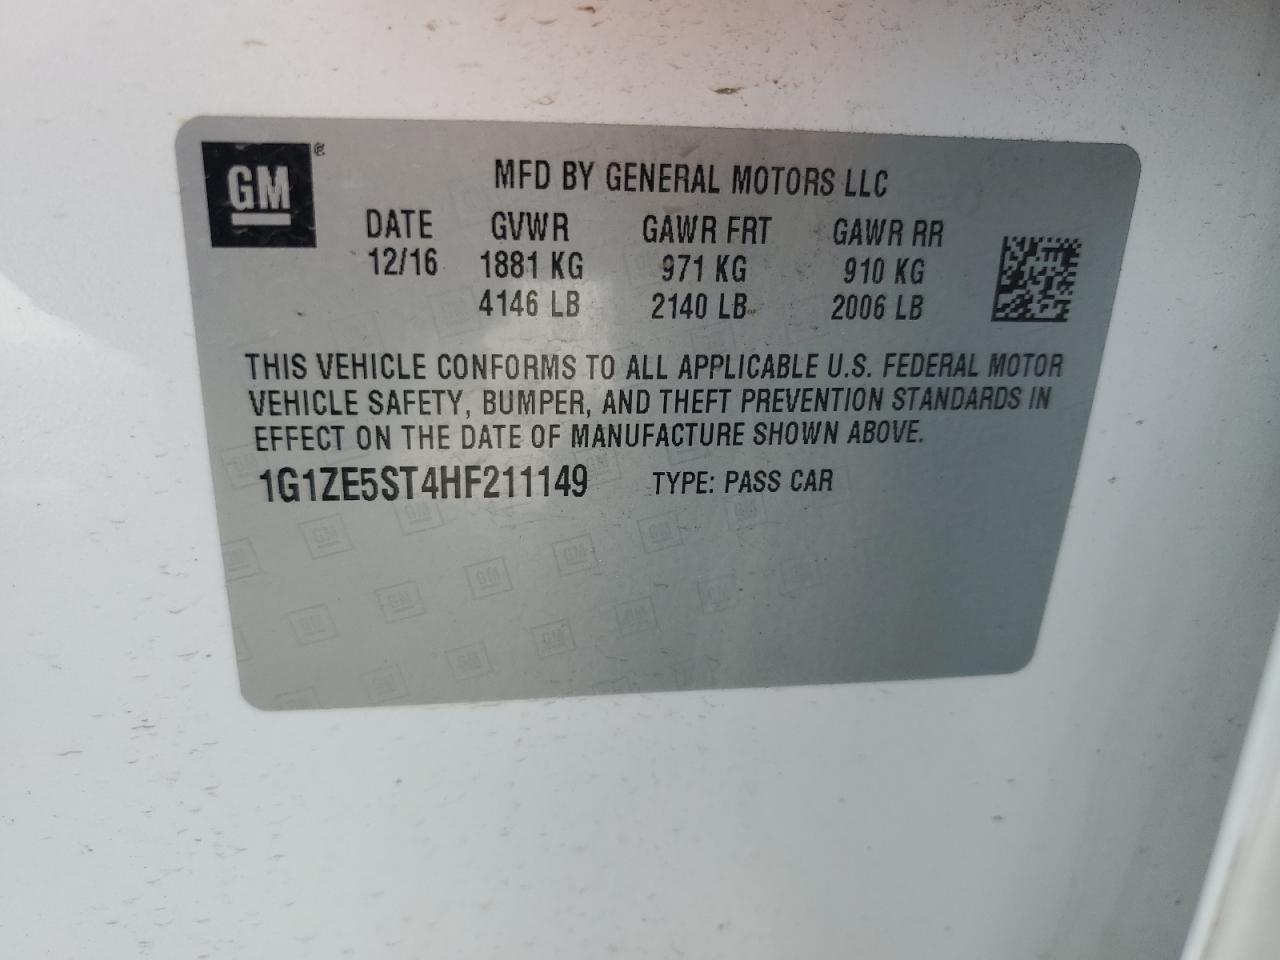 GM®
MFD BY GENERAL MOTORS LLC
DATE GVWR GAWR FRT GAWR RR
12/16 1881 KG 971 KG 910 KG
4146 LB 2140 LB 2006 LB
THIS VEHICLE CONFORMS TO ALL APPLICABLE U.S. FEDERAL MOTOR
VEHICLE SAFETY, BUMPER, AND THEFT PREVENTION STANDARDS IN
EFFECT ON THE DATE OF MANUFACTURE SHOWN ABOVE.
1G1ZE5ST4HF211149 TYPE: PASS CAR